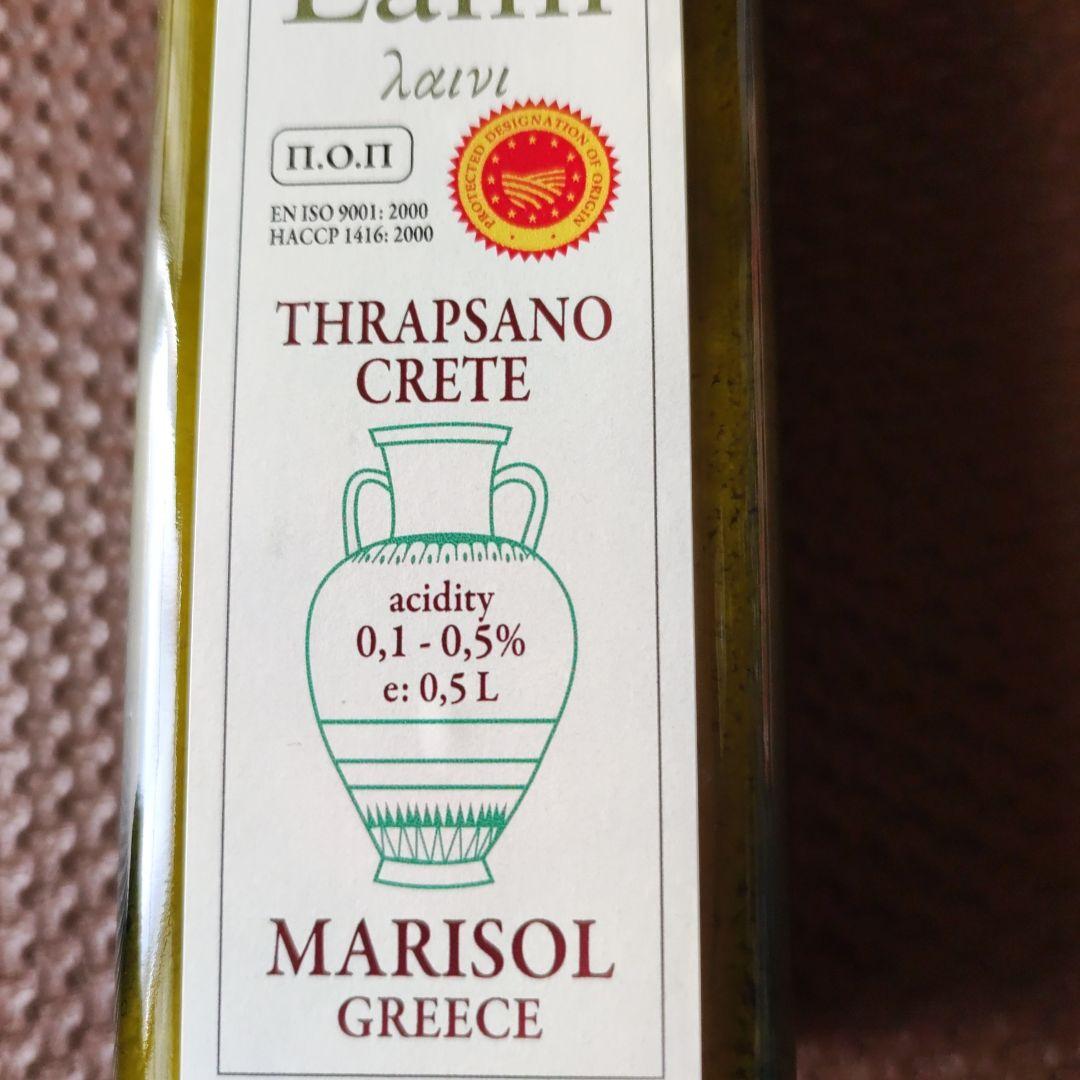 Laini
λαινι
Π.Ο.Π
PROTECTED DESIGNATION OF ORIGIN
EN ISO 9001: 2000
HACCP 1416: 2000
THRAPSANO
CRETE
acidity
0,1 - 0,5%
e: 0,5 L
MARISOL
GREECE